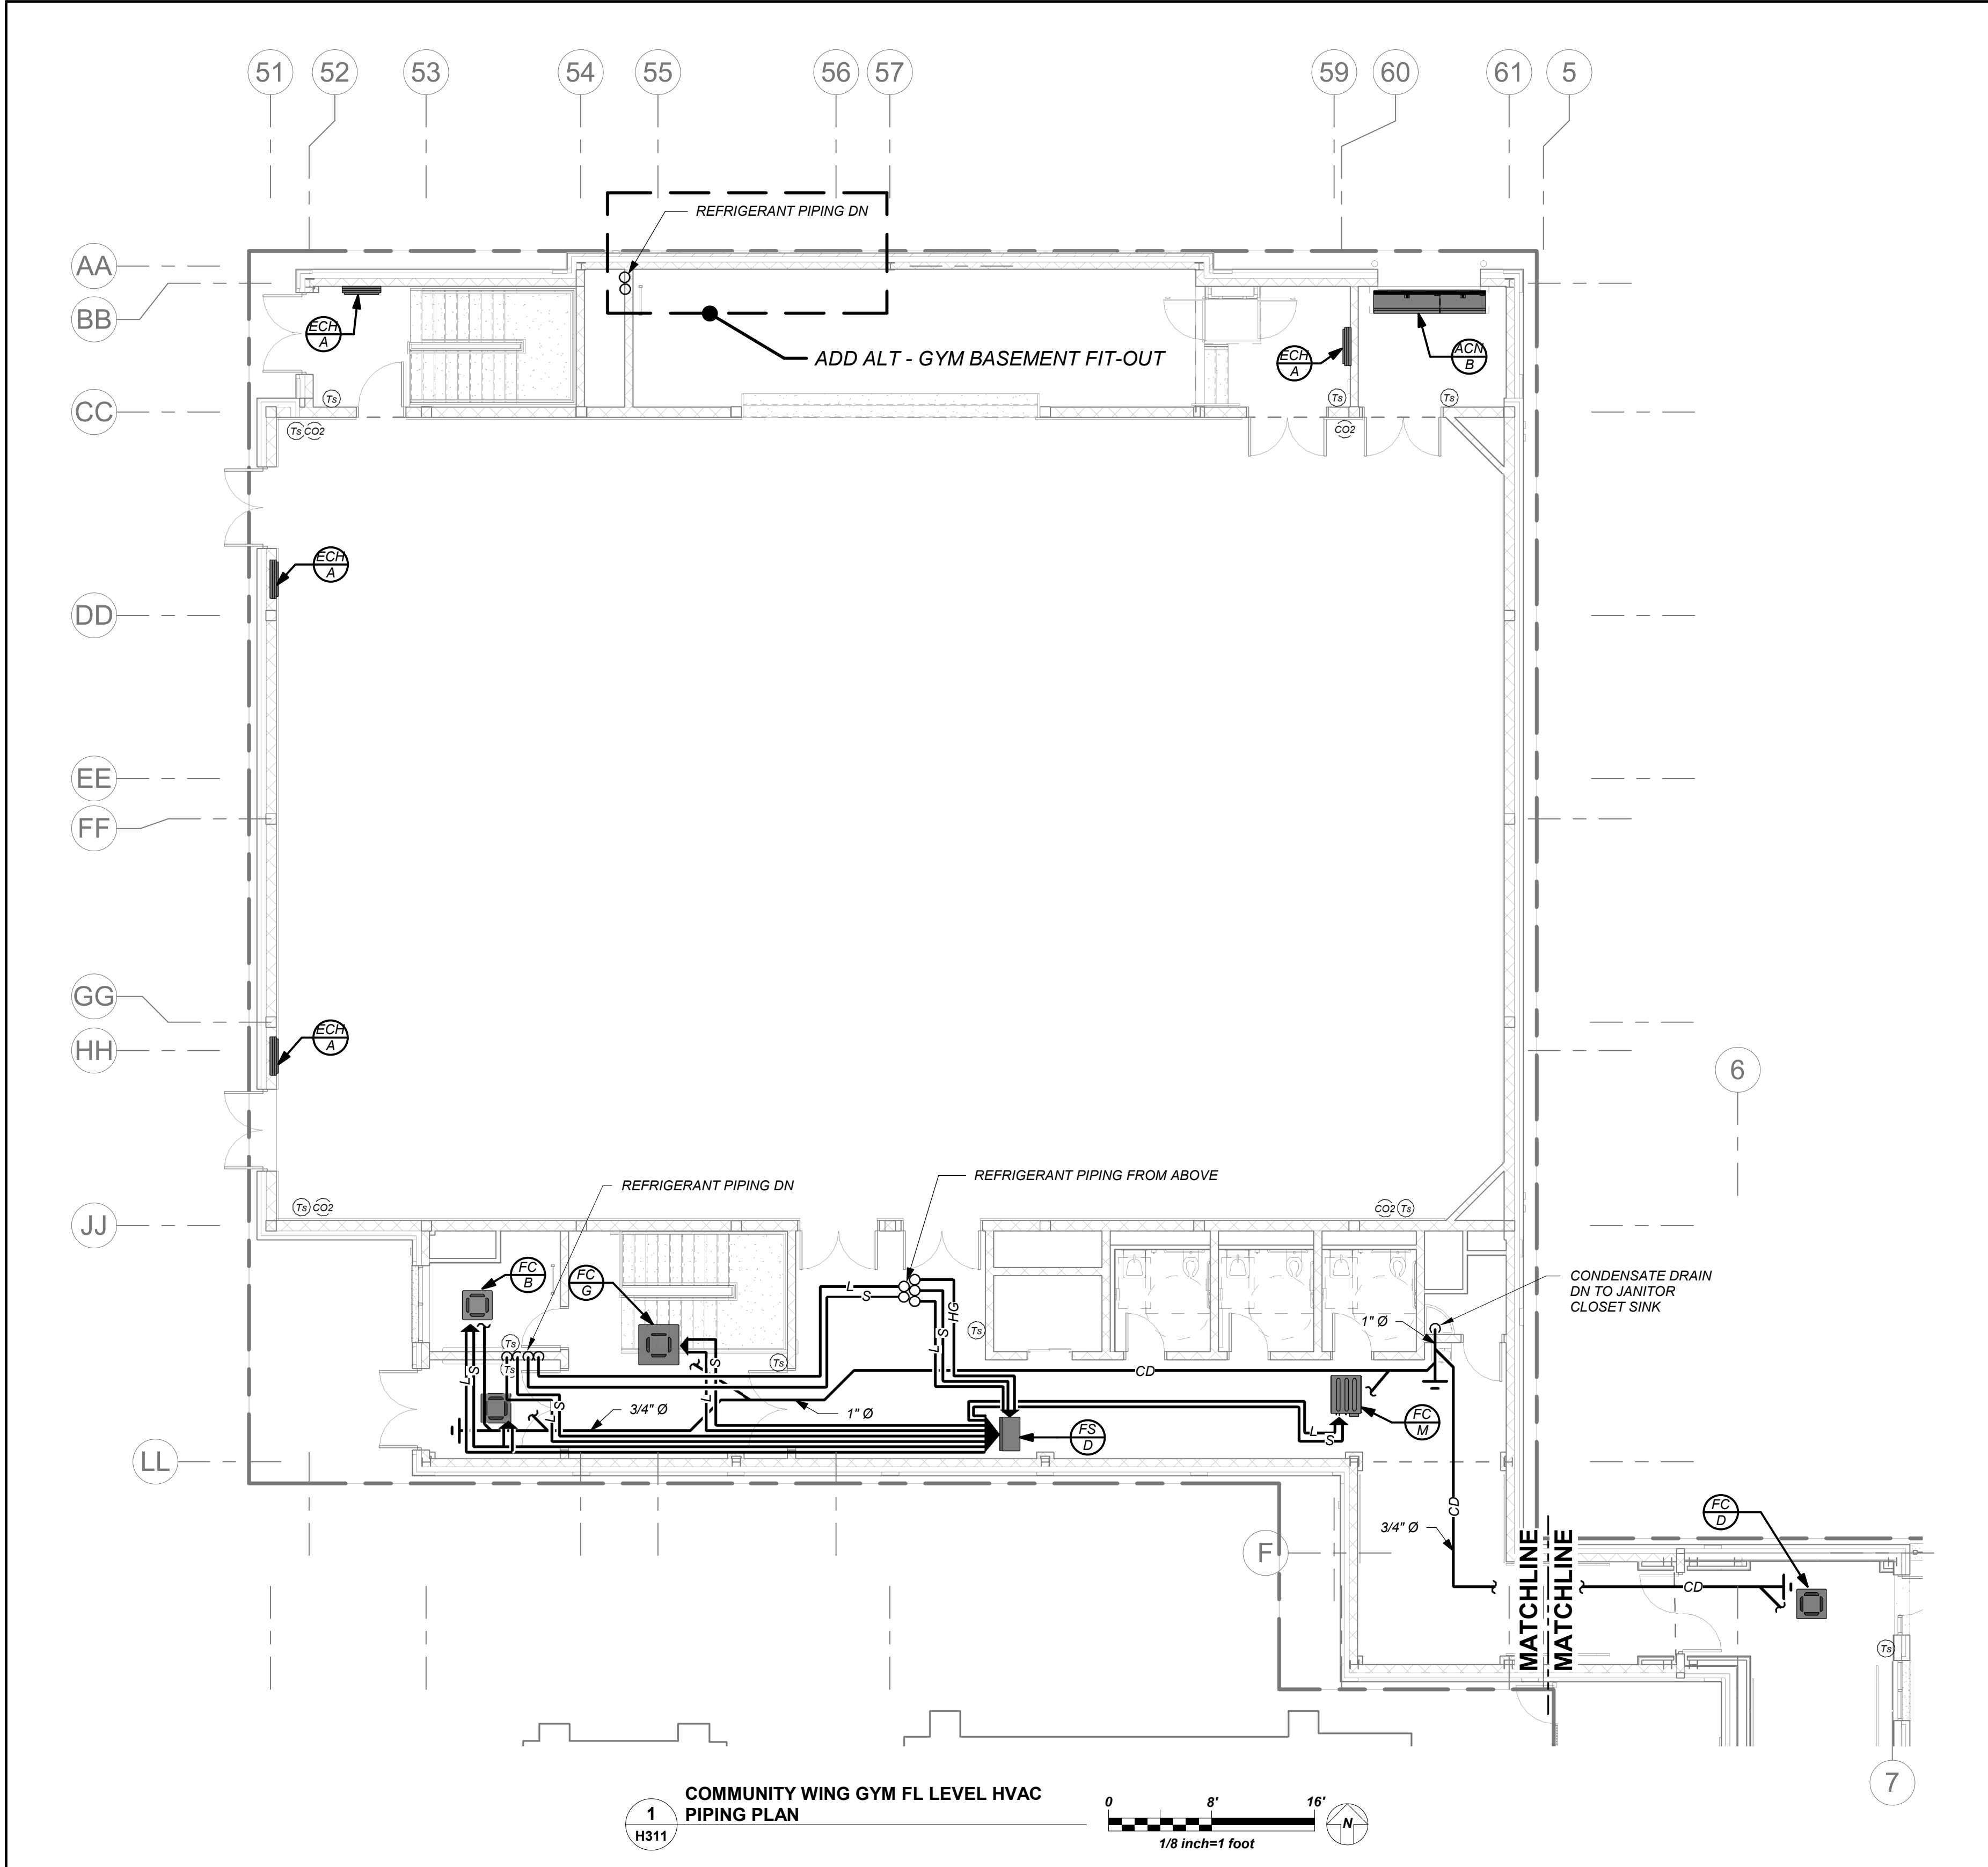 51 52 53 54 55 56 57 59 60 61 5
REFRIGERANT PIPING DN
AA
BB
ECH
A
ADD ALT - GYM BASEMENT FIT-OUT
ECH
A
ACN
B
CC
Ts
Ts
Ts
Ts CO2
CO2
ECH
A
DD
EE
FF
GG
ECH
A
HH
6
REFRIGERANT PIPING DN
REFRIGERANT PIPING FROM ABOVE
Ts CO2
CO2 Ts
JJ
FC
B
FC
G
L
S
HG
L
S
CONDENSATE DRAIN
DN TO JANITOR
CLOSET SINK
1" Ø
Ts
Ts
Ts
Ts
L
S
S
L
CD
L
S
3/4" Ø
1" Ø
FS
D
L
S
FC
M
LL
CD
FC
D
3/4" Ø
F
MATCHLINE
MATCHLINE
CD
Ts
7
1
H311
COMMUNITY WING GYM FL LEVEL HVAC
PIPING PLAN
0 8' 16'
1/8 inch=1 foot
N